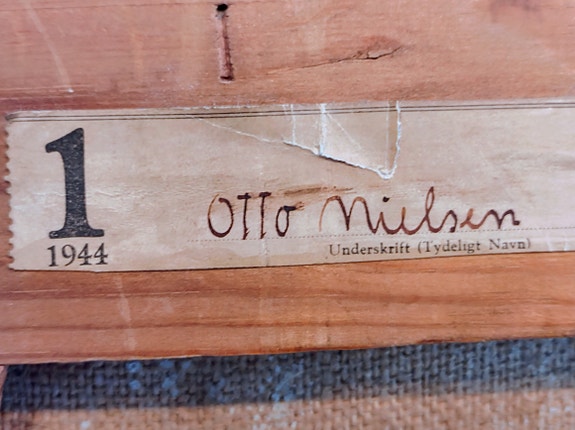 1
1944
Otto Nielsen
Underskrift (Tydeligt Navn)